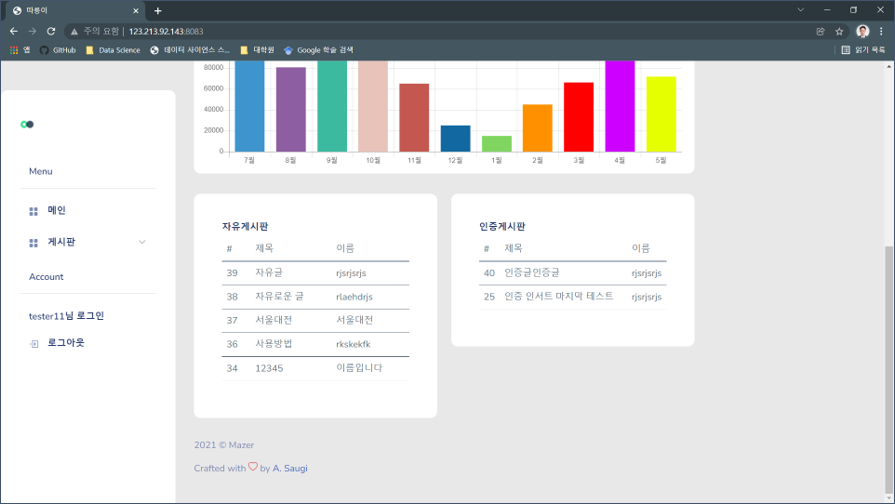 따릉이
주의 요함 | 123.213.92.143:8083
앱 GitHub Data Science 데이터 사이언스 스... 대학원 Google 학술 검색 읽기 목록
80000
60000
40000
20000
0
7월 8월 9월 10월 11월 12월 1월 2월 3월 4월 5월
Menu
메인
게시판
Account
tester11님 로그인
로그아웃
자유게시판
# 제목 이름
39 자유글 rjsrjsrjs
38 자유로운 글 rlaehdrjs
37 서울대전 서울대전
36 사용방법 rkskekfk
34 12345 이름입니다
인증게시판
# 제목 이름
40 인증글인증글 rjsrjsrjs
25 인증 인서트 마지막 테스트 rjsrjsrjs
2021 © Mazer
Crafted with by A. Saugi